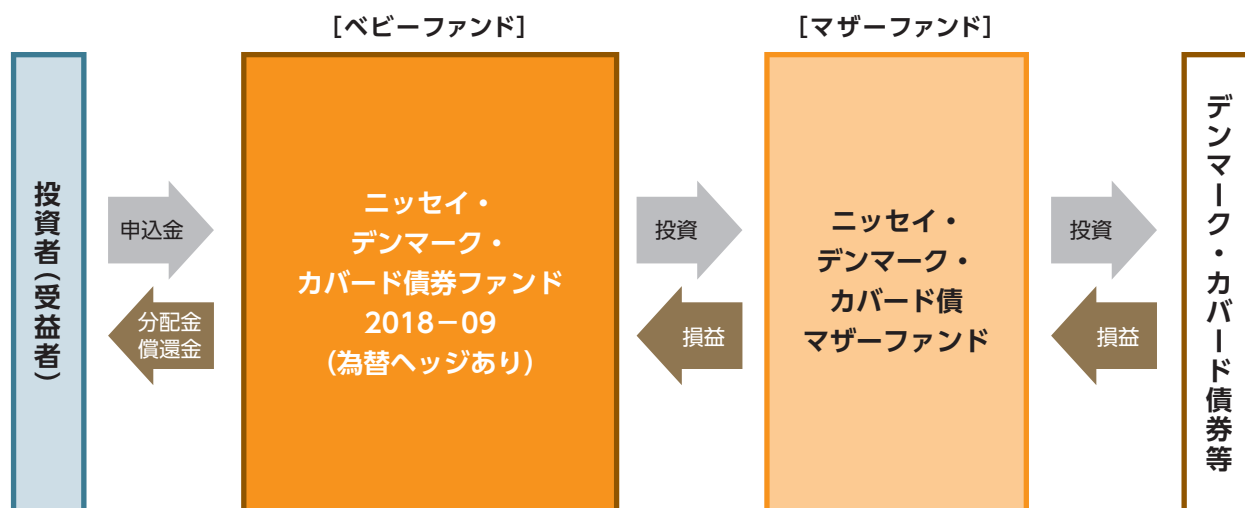 ［ベビーファンド］
［マザーファンド］
投資者（受益者）
申込金
分配金
償還金
ニッセイ・
デンマーク・
カバード債券ファンド
2018－09
（為替ヘッジあり）
投資
損益
ニッセイ・
デンマーク・
カバード債
マザーファンド
投資
損益
デンマーク・カバード債券等